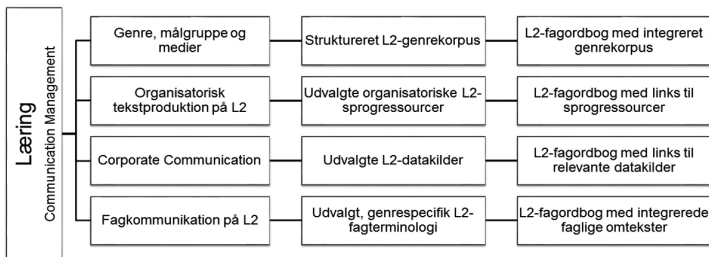 Læring
Communication Management
Genre, målgruppe og
medier
Struktureret L2-genrekorpus
L2-fagordbog med integreret
genrekorpus
Organisatorisk
tekstproduktion på L2
Udvalgte organisatoriske L2-
sprogressourcer
L2-fagordbog med links til
sprogressourcer
Corporate Communication
Udvalgte L2-datakilder
L2-fagordbog med links til
relevante datakilder
Fagkommunikation på L2
Udvalgt, genrespecifik L2-
fagterminologi
L2-fagordbog med integrerede
faglige omtekster